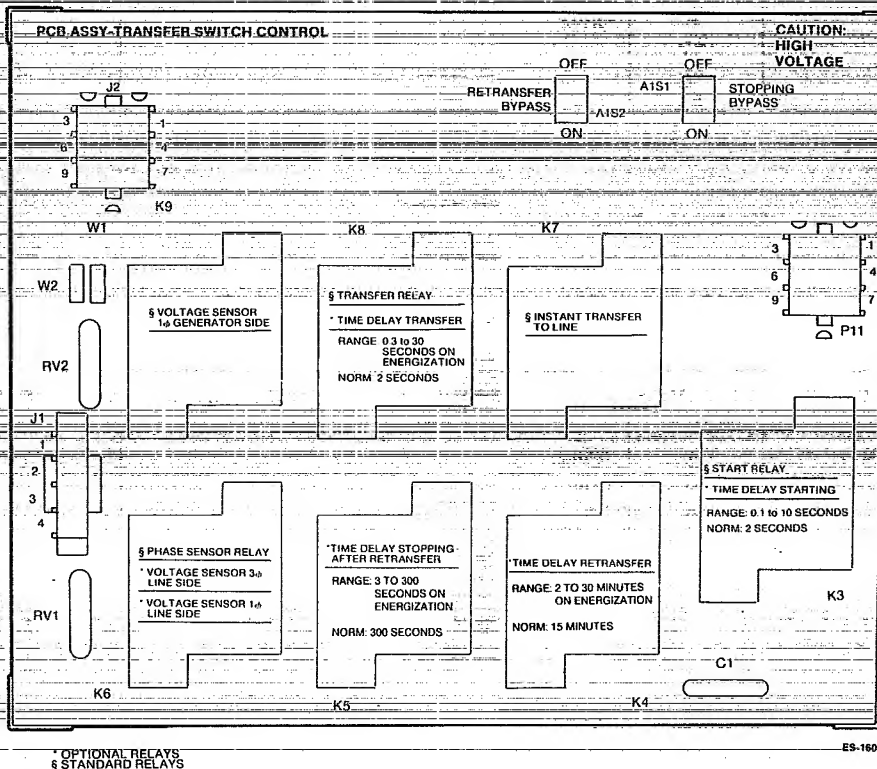 PCB ASSY-TRANSFER SWITCH CONTROL
CAUTION:
HIGH
VOLTAGE
OFF
OFF
RETRANSFER
BYPASS
A1S2
A1S1
STOPPING
BYPASS
ON
ON
J2
3
1
6
4
9
7
K9
W1
K8
K7
3
1
6
4
9
7
P11
W2
§ VOLTAGE SENSOR
1ϕ GENERATOR SIDE
§ TRANSFER RELAY
* TIME DELAY TRANSFER
RANGE 0.3 to 30
SECONDS ON
ENERGIZATION
NORM 2 SECONDS
§ INSTANT TRANSFER
TO LINE
RV2
J1
1
2
3
4
§ START RELAY
* TIME DELAY STARTING
RANGE: 0.1 to 10 SECONDS
NORM: 2 SECONDS
K3
§ PHASE SENSOR RELAY
* VOLTAGE SENSOR 3ϕ
LINE SIDE
* VOLTAGE SENSOR 1ϕ
LINE SIDE
*TIME DELAY STOPPING
AFTER RETRANSFER
RANGE: 3 TO 300
SECONDS ON
ENERGIZATION
NORM: 300 SECONDS
*TIME DELAY RETRANSFER
RANGE: 2 TO 30 MINUTES
ON ENERGIZATION
NORM: 15 MINUTES
RV1
C1
K6
K5
K4
* OPTIONAL RELAYS
§ STANDARD RELAYS
ES-160